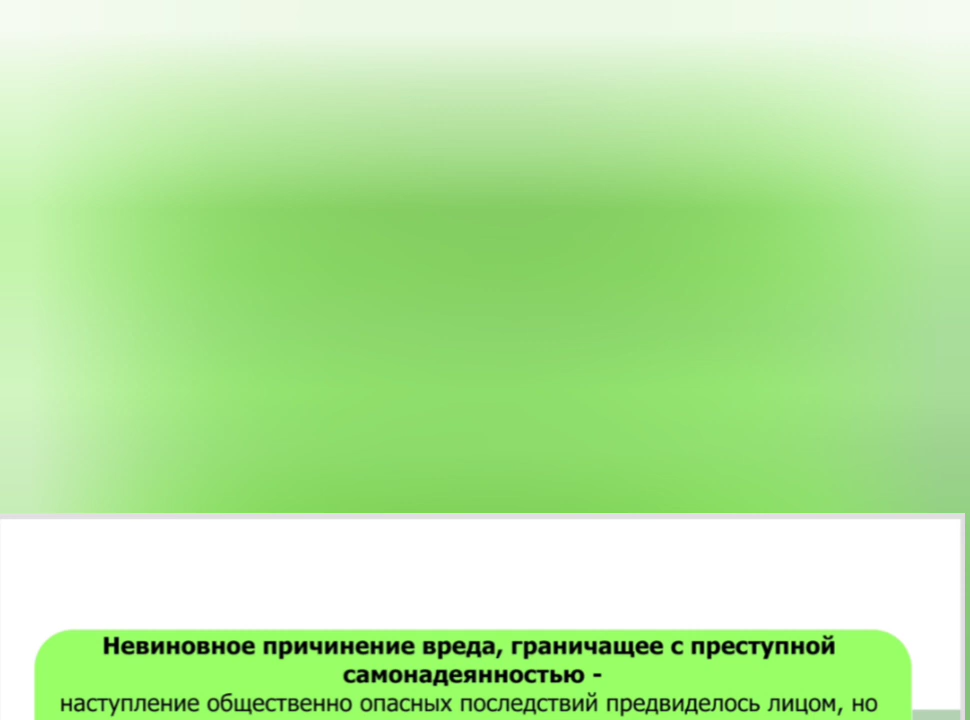 Невиновное причинение вреда, граничащее с преступной
самонадеянностью -
наступление общественно опасных последствий предвиделось лицом, но